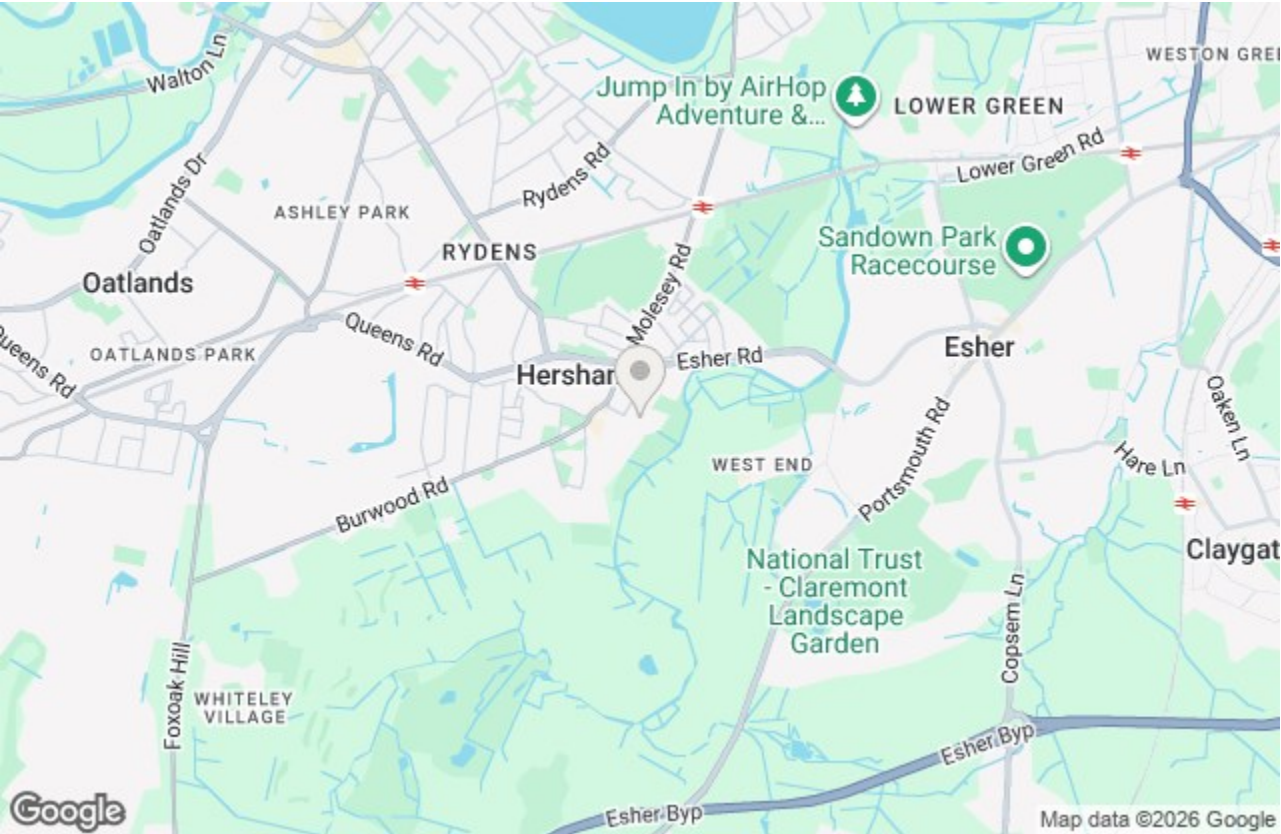 WESTON GREE
Walton Ln
Jump In by AirHop
Adventure &...
LOWER GREEN
Lower Green Rd
Rydens Rd
Oatlands Dr
ASHLEY PARK
RYDENS
Sandown Park
Racecourse
Oatlands
Molesey Rd
Queens Rd
Queens Rd
OATLANDS PARK
Esher Rd
Esher
Hersham
Oaken Ln
Portsmouth Rd
Hare Ln
WEST END
Burwood Rd
Claygat
National Trust
- Claremont
Landscape
Garden
Copsem Ln
Foxoak Hill
WHITELEY
VILLAGE
Esher Byp
Esher Byp
Google
Map data ©2026 Google